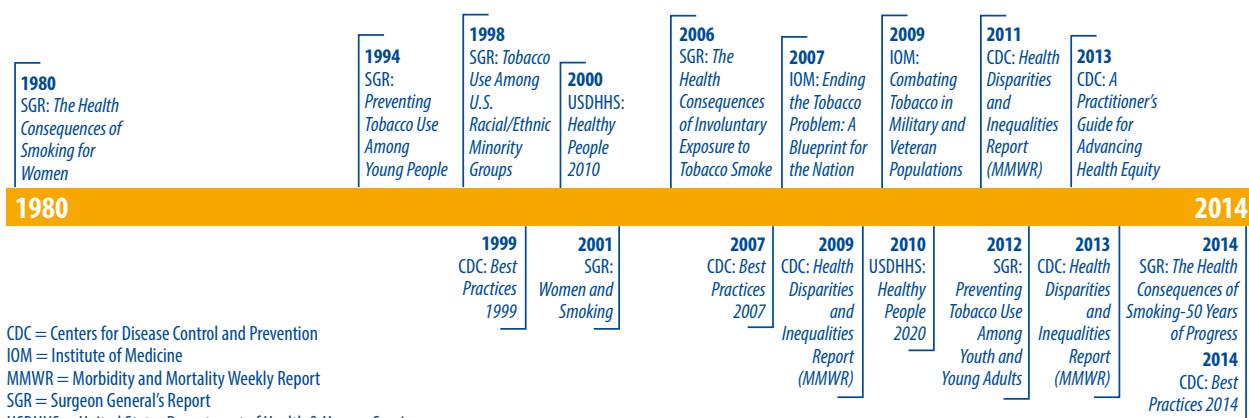 1980
SGR: The Health
Consequences of
Smoking for
Women
1994
SGR:
Preventing
Tobacco Use
Among
Young People
1998
SGR: Tobacco
Use Among
U.S.
Racial/Ethnic
Minority
Groups
2000
USDHHS:
Healthy
People
2010
2006
SGR: The
Health
Consequences
of Involuntary
Exposure to
Tobacco Smoke
2007
IOM: Ending
the Tobacco
Problem: A
Blueprint for
the Nation
2009
IOM:
Combating
Tobacco in
Military and
Veteran
Populations
2011
CDC: Health
Disparities
and
Inequalities
Report
(MMWR)
2013
CDC: A
Practitioner's
Guide for
Advancing
Health Equity
1980
2014
1999
CDC: Best
Practices
1999
2001
SGR:
Women and
Smoking
2007
CDC: Best
Practices
2007
2009
CDC: Health
Disparities
and
Inequalities
Report
(MMWR)
2010
USDHHS:
Healthy
People
2020
2012
SGR:
Preventing
Tobacco Use
Among
Youth and
Young Adults
2013
CDC: Health
Disparities
and
Inequalities
Report
(MMWR)
2014
SGR: The Health
Consequences of
Smoking-50 Years
of Progress
2014
CDC: Best
Practices 2014
CDC = Centers for Disease Control and Prevention
IOM = Institute of Medicine
MMWR = Morbidity and Mortality Weekly Report
SGR = Surgeon General's Report